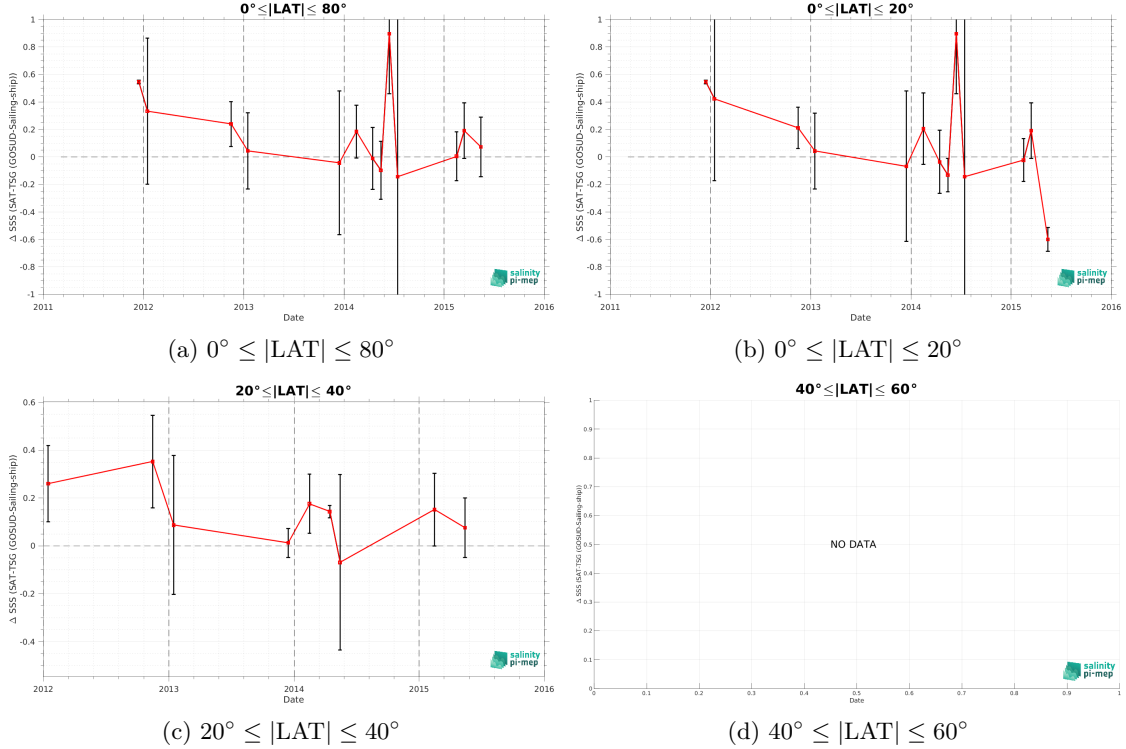 0°≤|LAT|≤ 80°
Δ SSS (SAT-TSG (GOSUD-Sailing-ship))
1
0.8
0.6
0.4
0.2
0
-0.2
-0.4
-0.6
-0.8
-1
2011 2012 2013 2014 2015 2016
Date
salinity
pi-mep
(a) 0° ≤ |LAT| ≤ 80°
0°≤|LAT|≤ 20°
Δ SSS (SAT-TSG (GOSUD-Sailing-ship))
1
0.8
0.6
0.4
0.2
0
-0.2
-0.4
-0.6
-0.8
-1
2011 2012 2013 2014 2015 2016
Date
salinity
pi-mep
(b) 0° ≤ |LAT| ≤ 20°
20°≤|LAT|≤ 40°
Δ SSS (SAT-TSG (GOSUD-Sailing-ship))
0.6
0.4
0.2
0
-0.2
-0.4
2012 2013 2014 2015 2016
Date
salinity
pi-mep
(c) 20° ≤ |LAT| ≤ 40°
40°≤|LAT|≤ 60°
Δ SSS (SAT-TSG (GOSUD-Sailing-ship))
1
0.9
0.8
0.7
0.6
0.5
0.4
0.3
0.2
0.1
0
NO DATA
0 0.1 0.2 0.3 0.4 0.5 0.6 0.7 0.8 0.9 1
Date
salinity
pi-mep
(d) 40° ≤ |LAT| ≤ 60°